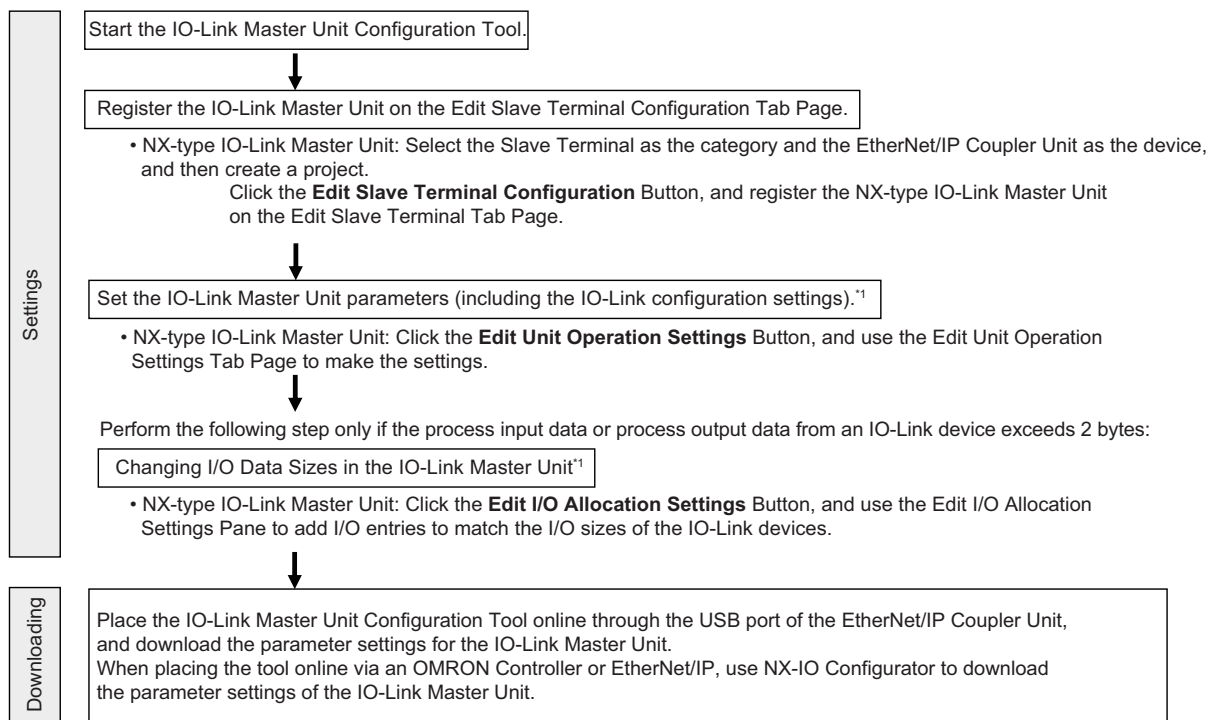 Settings
Start the IO-Link Master Unit Configuration Tool.
Register the IO-Link Master Unit on the Edit Slave Terminal Configuration Tab Page.
• NX-type IO-Link Master Unit: Select the Slave Terminal as the category and the EtherNet/IP Coupler Unit as the device,
and then create a project.
Click the Edit Slave Terminal Configuration Button, and register the NX-type IO-Link Master Unit
on the Edit Slave Terminal Tab Page.
Set the IO-Link Master Unit parameters (including the IO-Link configuration settings).*1
• NX-type IO-Link Master Unit: Click the Edit Unit Operation Settings Button, and use the Edit Unit Operation
Settings Tab Page to make the settings.
Perform the following step only if the process input data or process output data from an IO-Link device exceeds 2 bytes:
Changing I/O Data Sizes in the IO-Link Master Unit*1
• NX-type IO-Link Master Unit: Click the Edit I/O Allocation Settings Button, and use the Edit I/O Allocation
Settings Pane to add I/O entries to match the I/O sizes of the IO-Link devices.
Downloading
Place the IO-Link Master Unit Configuration Tool online through the USB port of the EtherNet/IP Coupler Unit,
and download the parameter settings for the IO-Link Master Unit.
When placing the tool online via an OMRON Controller or EtherNet/IP, use NX-IO Configurator to download
the parameter settings of the IO-Link Master Unit.